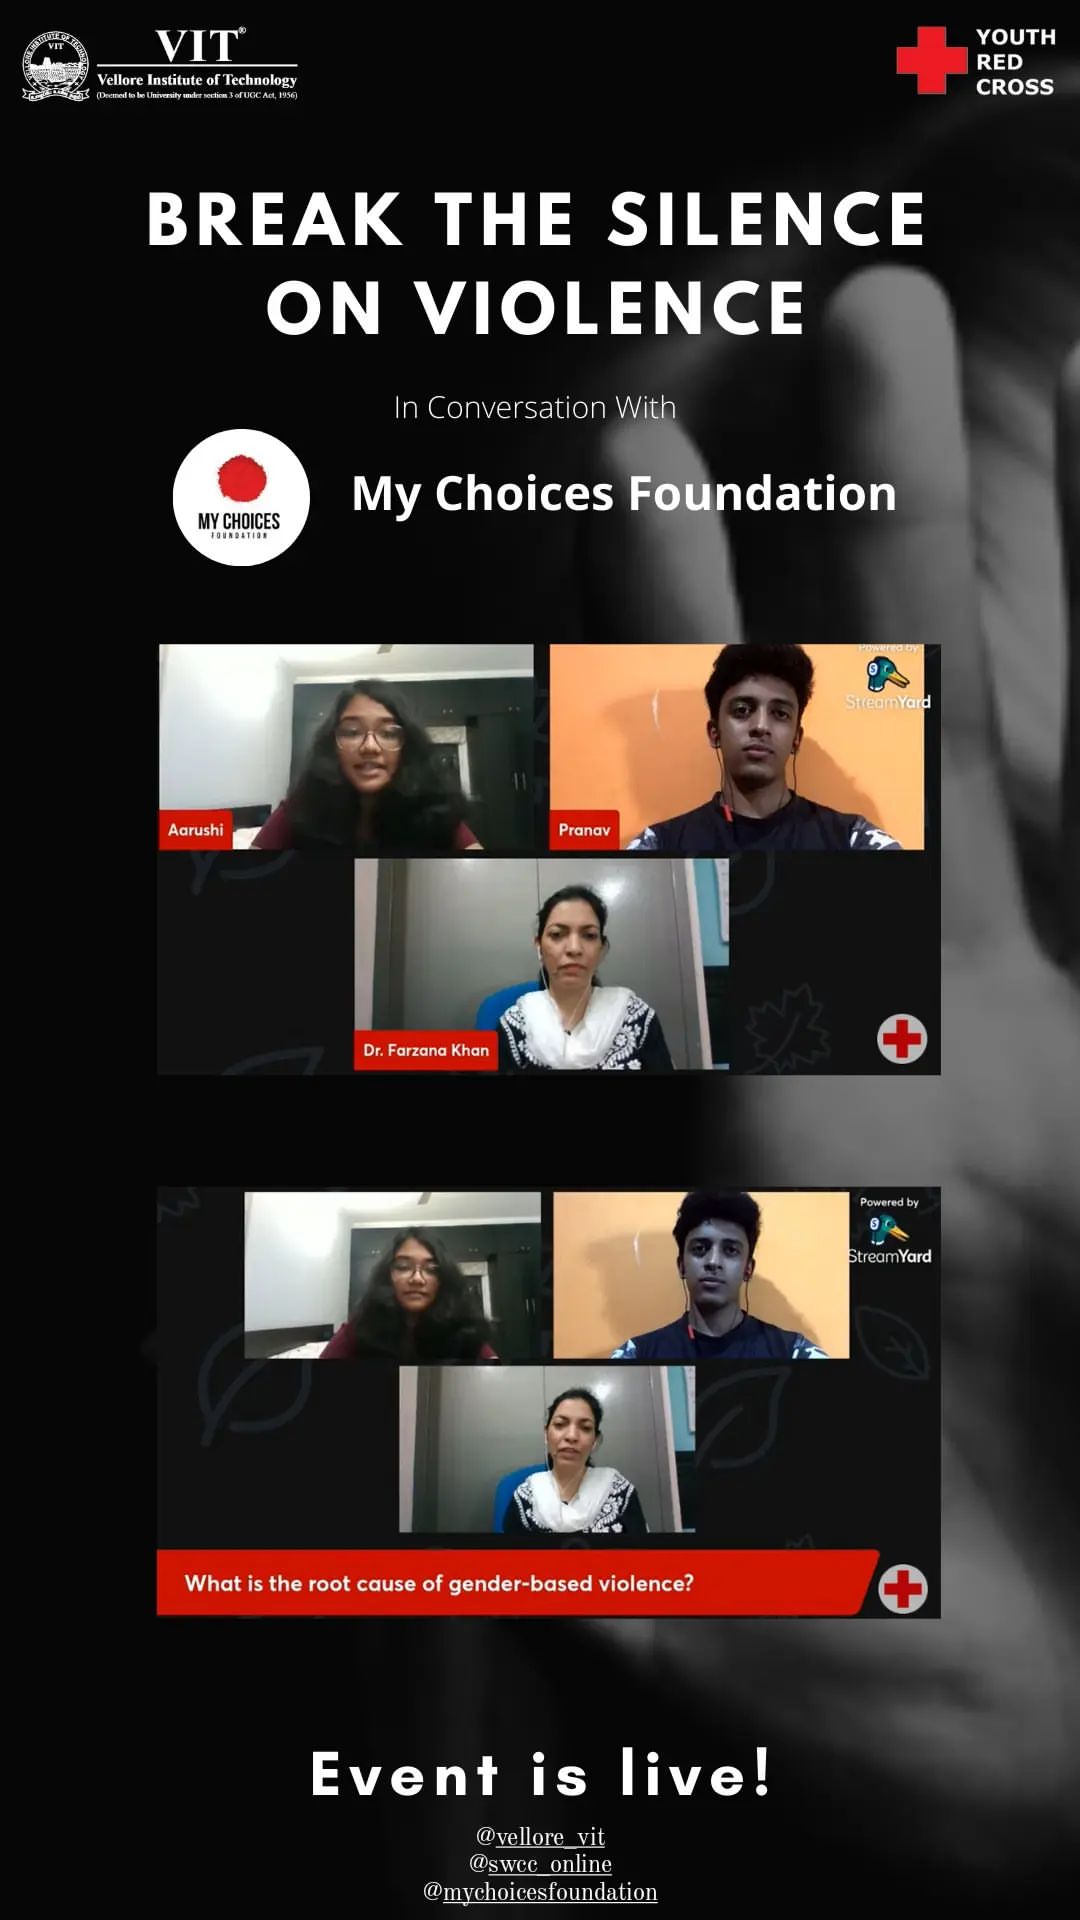 VIT®
Vellore Institute of Technology
(Deemed to be University under section 3 of UGC Act, 1956)
VIT
YOUTH
RED
CROSS
BREAK THE SILENCE
ON VIOLENCE
In Conversation With
MY CHOICES
FOUNDATION
My Choices Foundation
Powered by
StreamYard
Aarushi
Pranav
Dr. Farzana Khan
Powered by
StreamYard
What is the root cause of gender-based violence?
Event is live!
@vellore_vit
@swcc_online
@mychoicesfoundation